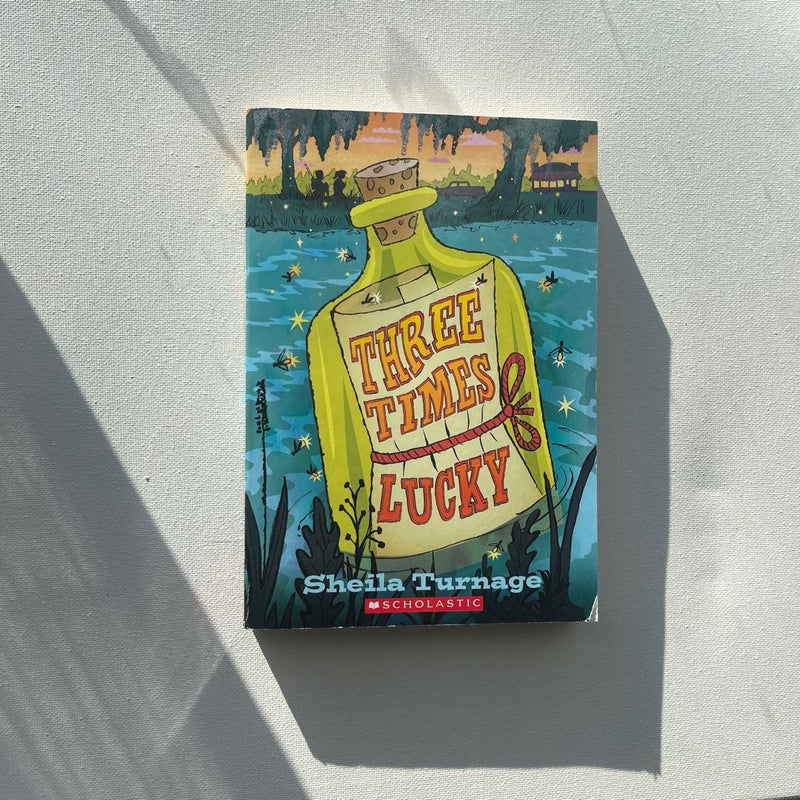 THREE
TIMES
LUCKY
Sheila Turnage
SCHOLASTIC